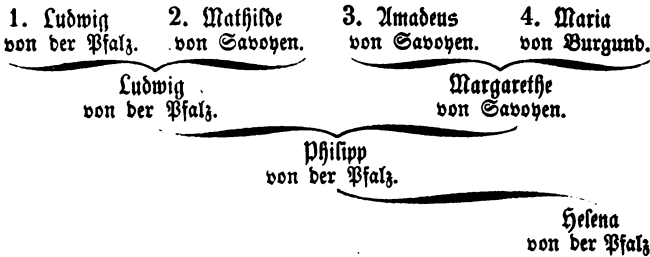 1. Ludwig 2. Mathilde 3. Amadeus 4. Maria
von der Pfalz. von Savoyen. von Savoyen. von Burgund.
Ludwig Margarethe
von der Pfalz. von Savoyen.
Philipp
von der Pfalz.
Helena
von der Pfalz